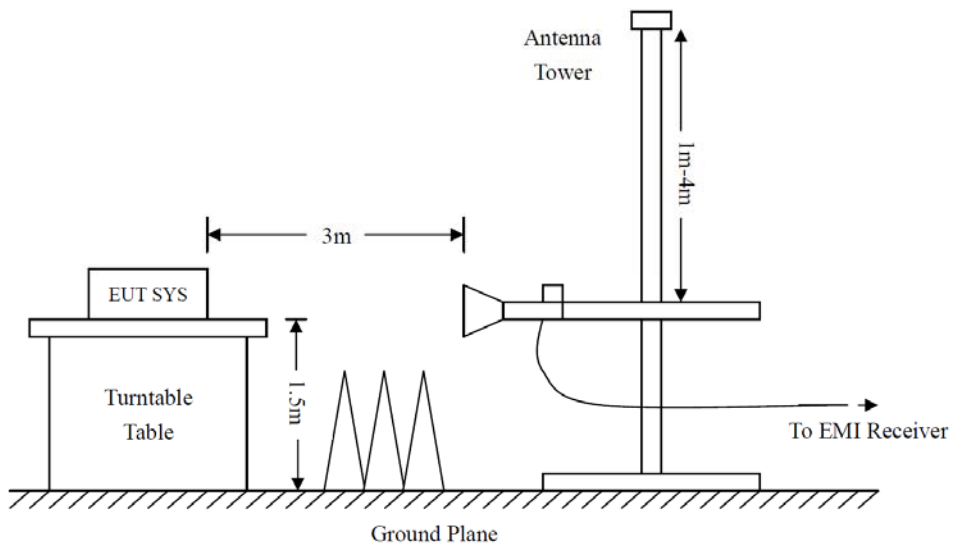 Antenna
Tower
1m-4m
3m
EUT SYS
1.5m
Turntable
Table
To EMI Receiver
Ground Plane